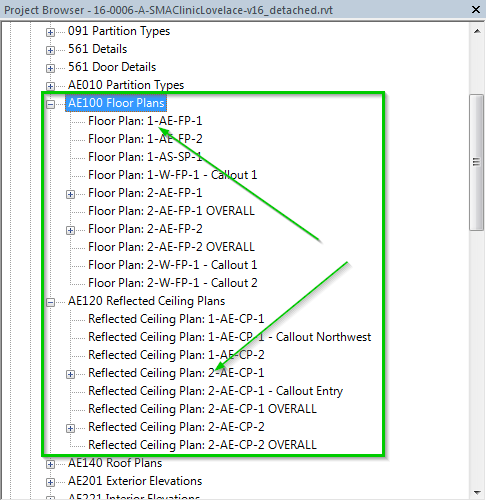 Project Browser - 16-0006-A-SMAClinicLovelace-v16_detached.rvt
091 Partition Types
561 Details
561 Door Details
AE010 Partition Types
AE100 Floor Plans
Floor Plan: 1-AE-FP-1
Floor Plan: 1-AE-FP-2
Floor Plan: 1-AS-SP-1
Floor Plan: 1-W-FP-1 - Callout 1
Floor Plan: 2-AE-FP-1
Floor Plan: 2-AE-FP-1 OVERALL
Floor Plan: 2-AE-FP-2
Floor Plan: 2-AE-FP-2 OVERALL
Floor Plan: 2-W-FP-1 - Callout 1
Floor Plan: 2-W-FP-1 - Callout 2
AE120 Reflected Ceiling Plans
Reflected Ceiling Plan: 1-AE-CP-1
Reflected Ceiling Plan: 1-AE-CP-1 - Callout Northwest
Reflected Ceiling Plan: 1-AE-CP-2
Reflected Ceiling Plan: 2-AE-CP-1
Reflected Ceiling Plan: 2-AE-CP-1 - Callout Entry
Reflected Ceiling Plan: 2-AE-CP-1 OVERALL
Reflected Ceiling Plan: 2-AE-CP-2
Reflected Ceiling Plan: 2-AE-CP-2 OVERALL
AE140 Roof Plans
AE201 Exterior Elevations
AE221 Interior Elevations